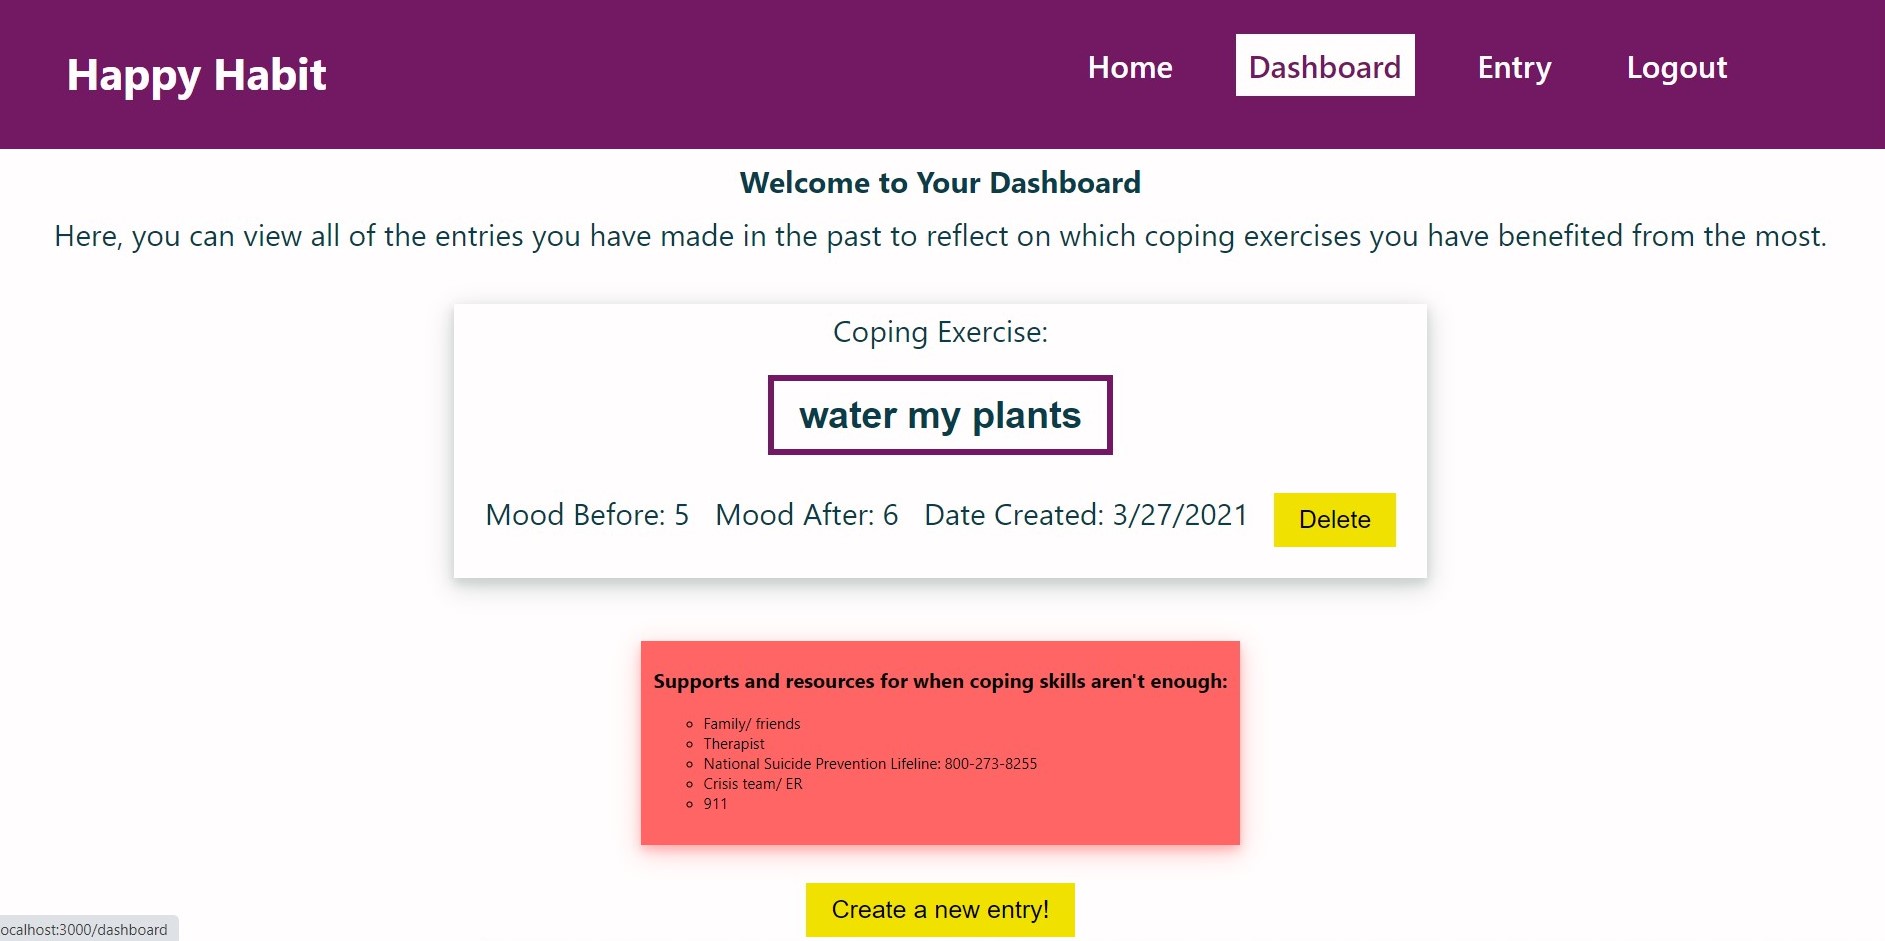 Happy Habit
Home Dashboard Entry Logout
Welcome to Your Dashboard
Here, you can view all of the entries you have made in the past to reflect on which coping exercises you have benefited from the most.
Coping Exercise:
water my plants
Mood Before: 5 Mood After: 6 Date Created: 3/27/2021 Delete
Supports and resources for when coping skills aren't enough:
Family/ friends
Therapist
National Suicide Prevention Lifeline: 800-273-8255
Crisis team/ ER
911
Create a new entry!
ocalhost:3000/dashboard